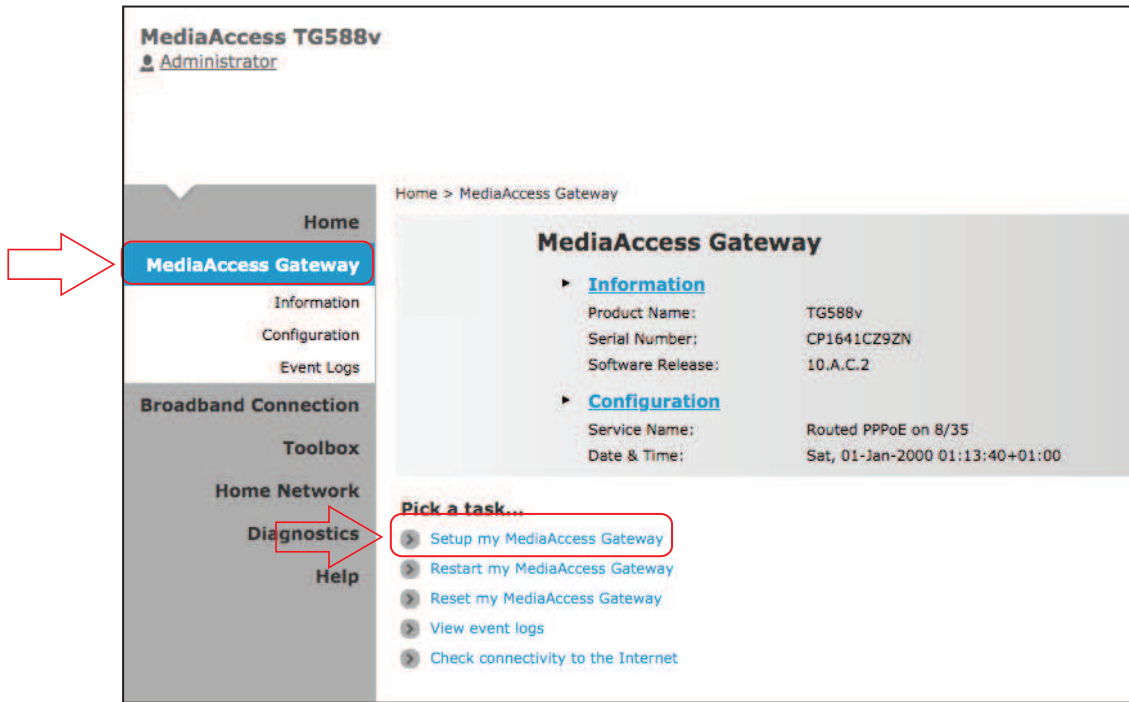 MediaAccess TG588v
Administrator
Home > MediaAccess Gateway
Home
MediaAccess Gateway
Information
Configuration
Event Logs
Broadband Connection
Toolbox
Home Network
Diagnostics
Help
MediaAccess Gateway
Information
Product Name: TG588v
Serial Number: CP1641CZ9ZN
Software Release: 10.A.C.2
Configuration
Service Name: Routed PPPoE on 8/35
Date & Time: Sat, 01-Jan-2000 01:13:40+01:00
Pick a task...
Setup my MediaAccess Gateway
Restart my MediaAccess Gateway
Reset my MediaAccess Gateway
View event logs
Check connectivity to the Internet